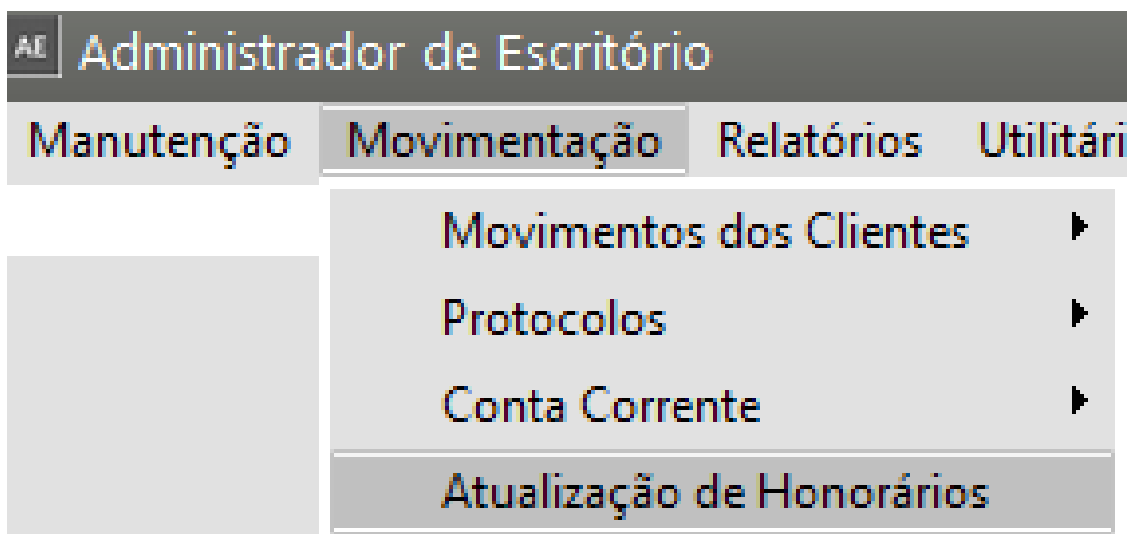 AE Administrador de Escritório
Manutenção Movimentação Relatórios Utilitári
Movimentos dos Clientes
Protocolos
Conta Corrente
Atualização de Honorários